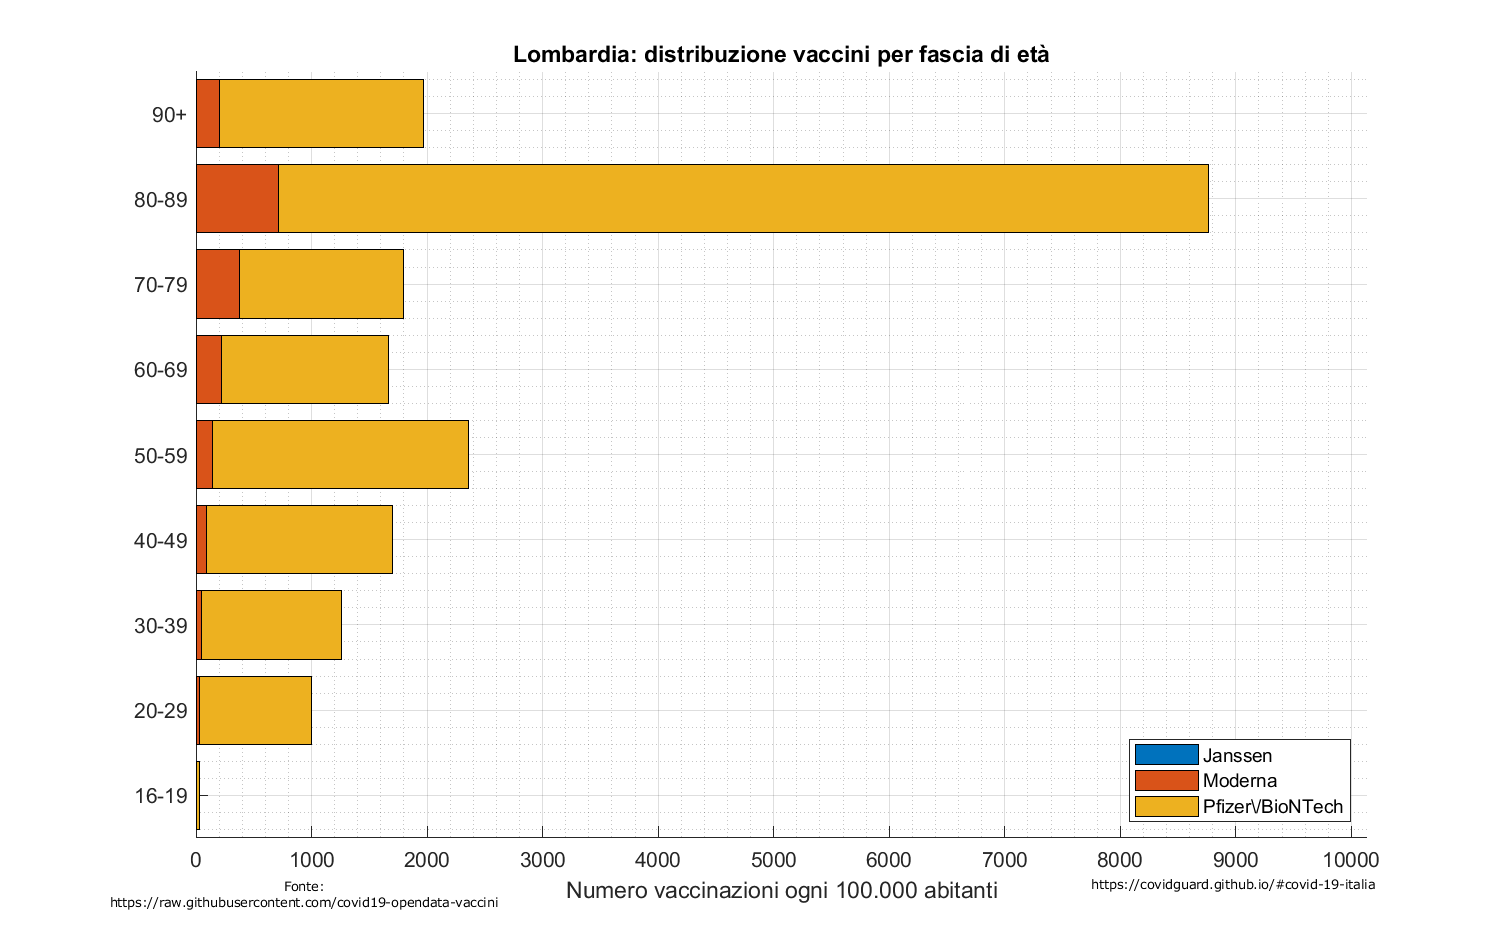 Lombardia: distribuzione vaccini per fascia di età
90+
80-89
70-79
60-69
50-59
40-49
30-39
20-29
16-19
Janssen
Moderna
Pfizer\/BioNTech
0 1000 2000 3000 4000 5000 6000 7000 8000 9000 10000
Numero vaccinazioni ogni 100.000 abitanti
Fonte:
https://raw.githubusercontent.com/covid19-opendata-vaccini
https://covidguard.github.io/#covid-19-italia